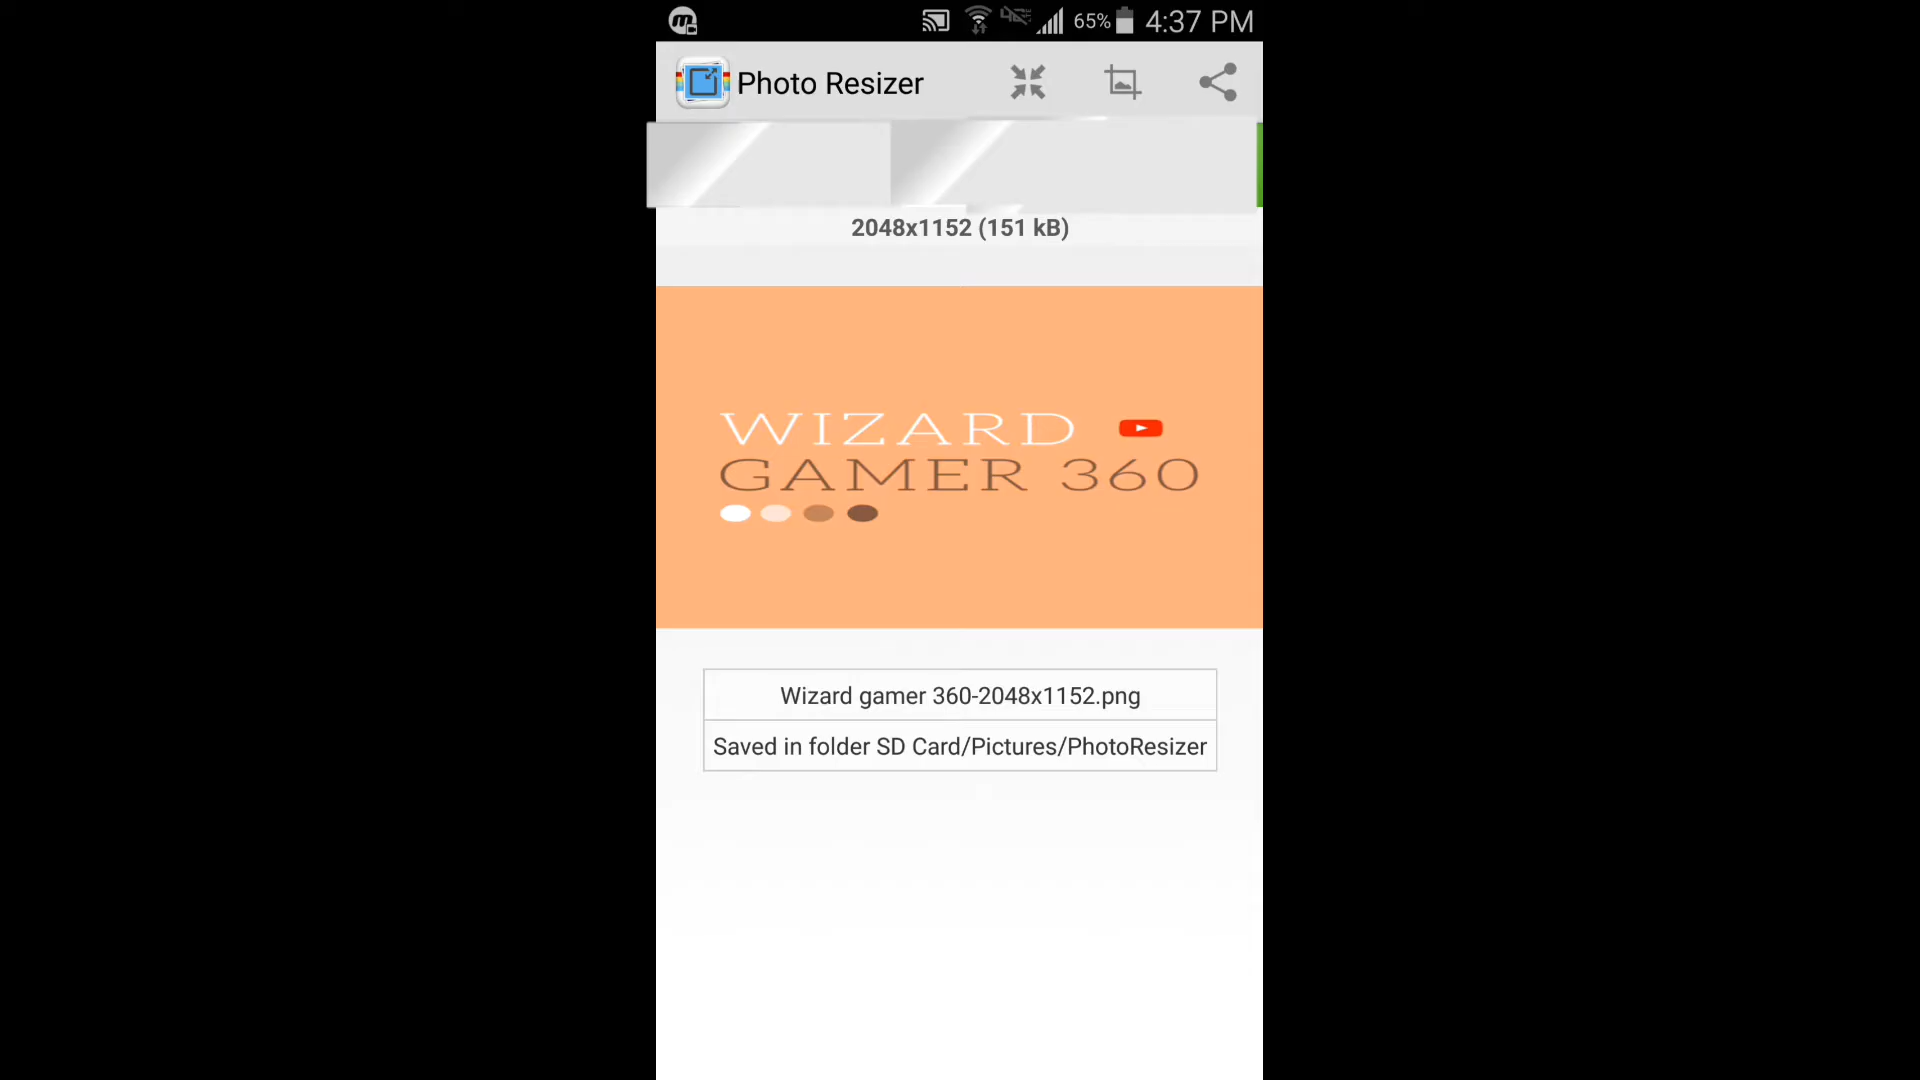 65% 4:37 PM
Photo Resizer
2048x1152 (151 kB)
WIZARD
GAMER 360
Wizard gamer 360-2048x1152.png
Saved in folder SD Card/Pictures/PhotoResizer